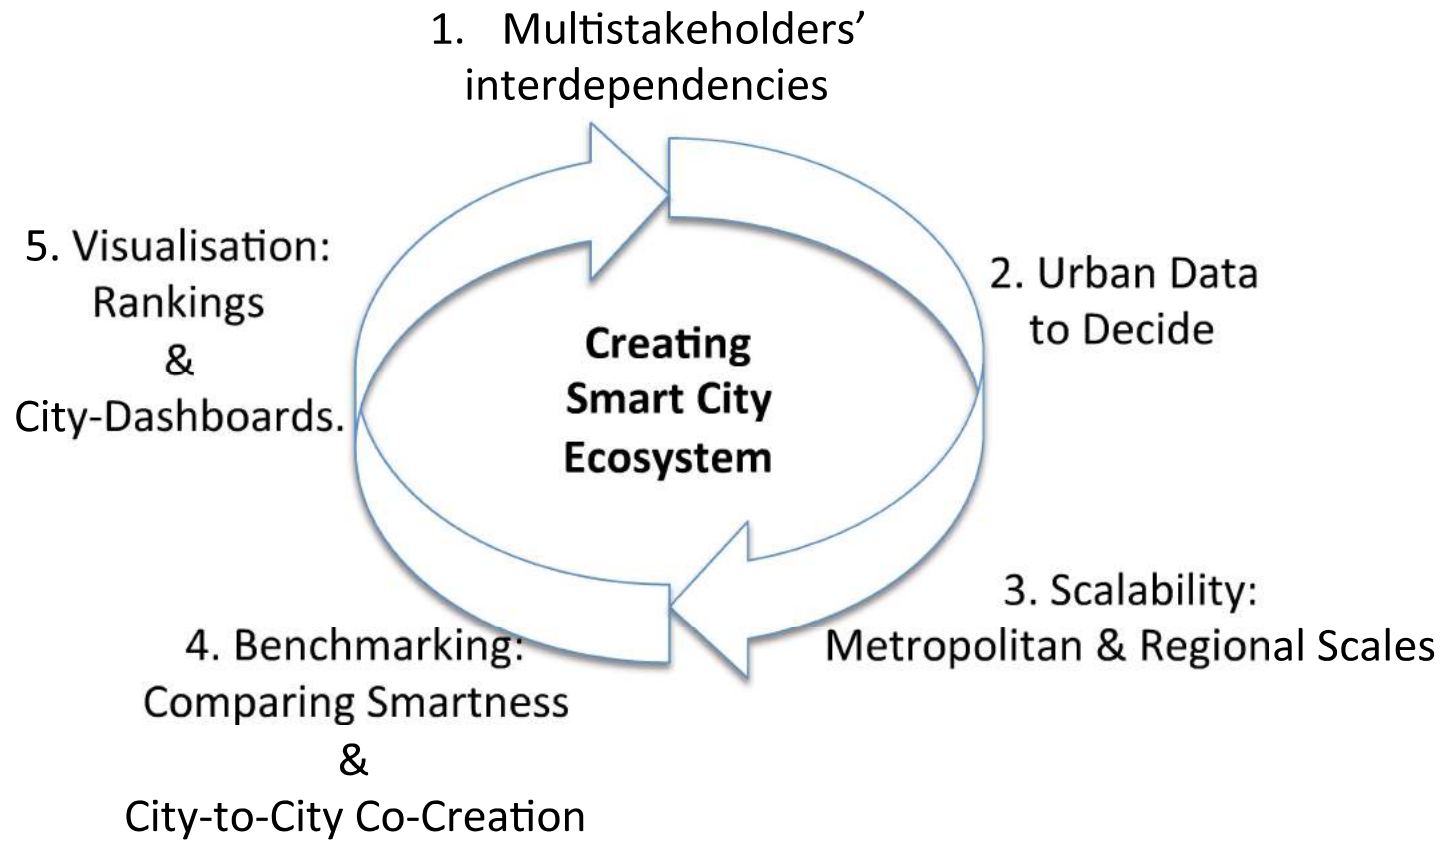 1. Multistakeholders’
interdependencies
2. Urban Data
to Decide
3. Scalability:
Metropolitan & Regional Scales
4. Benchmarking:
Comparing Smartness
&
City-to-City Co-Creation
5. Visualisation:
Rankings
&
City-Dashboards.
Creating
Smart City
Ecosystem